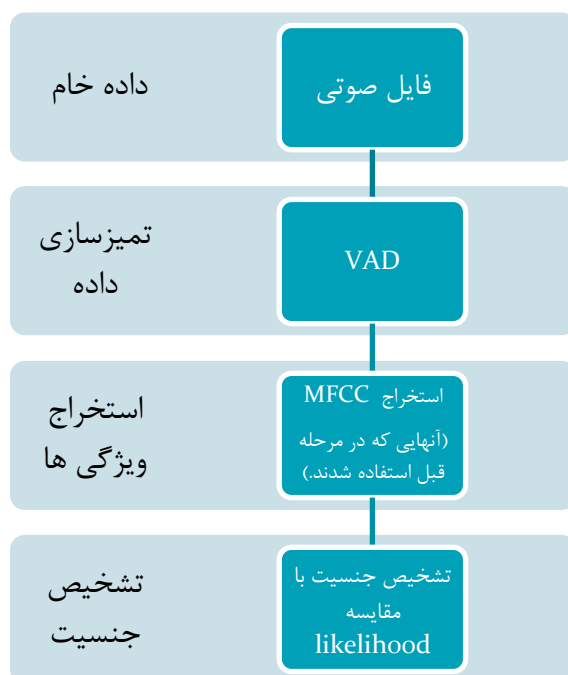 داده خام
فایل صوتی
تمیزسازی
داده
VAD
استخراج
ویژگی ها
استخراج MFCC
(آنهایی که در مرحله
قبل استفاده شدند.)
تشخیص
جنسیت
تشخیص جنسیت با
مقایسه
likelihood